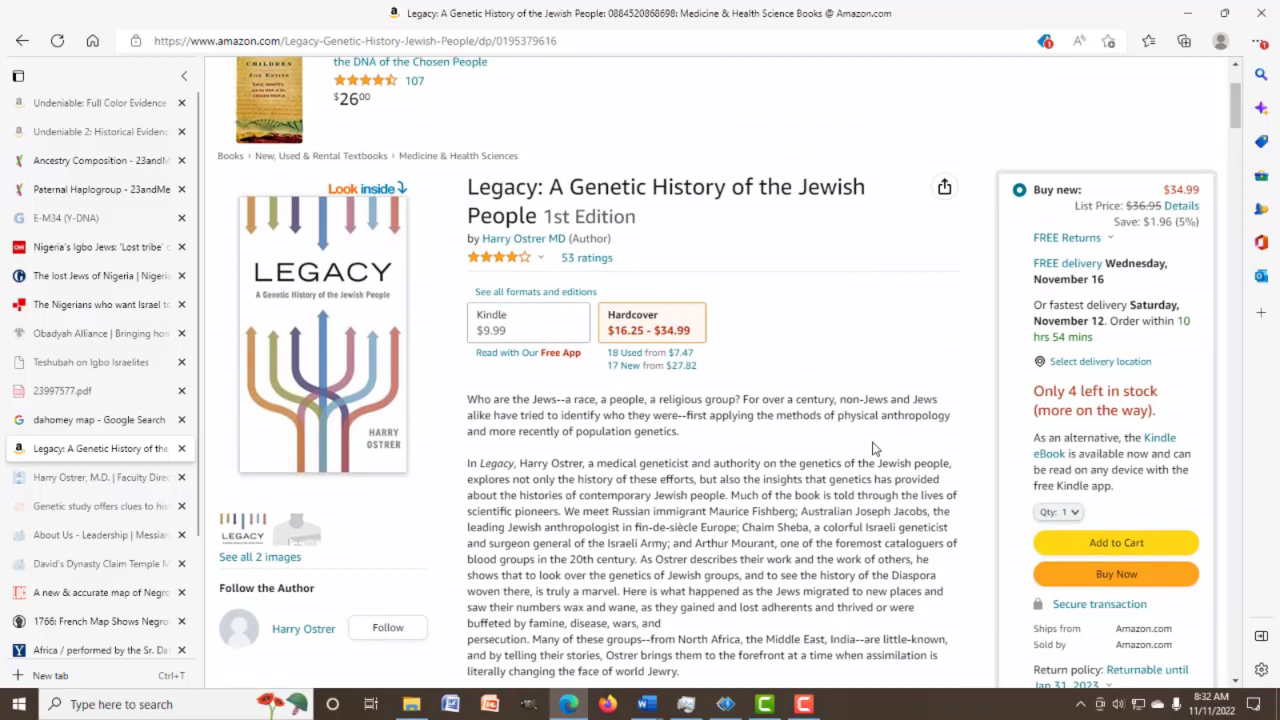 Legacy: A Genetic History of the Jewish People: 0884520868698: Medicine & Health Science Books @ Amazon.com
https://www.amazon.com/Legacy-Genetic-History-Jewish-People/dp/0195379616
Undeniable: Full Color Evidence
Undeniable 2: Historical Evidenc
Ancestry Composition - 23andM
Paternal Haplogroup - 23andMe
E-M34 (Y-DNA)
Nigeria's Igbo Jews: 'Lost tribe' o
The lost Jews of Nigeria | Nigeri
The Nigerians who want Israel to
Obadyah Alliance | Bringing hom
Teshubah on Igbo Israelites
23997577.pdf
dahomey map - Google Search
Legacy: A Genetic History of the
Harry Ostrer, M.D. | Faculty Dire
Genetic study offers clues to his
About Us - Leadership | Messian
David's Dynasty Claim Temple M
A new & accurate map of Negro
1766: French Map Shows Negro
Africa / performed by the Sr. Da
New tab Ctrl+T
CHILDREN
the DNA of the Chosen People
107
$2600
Books › New, Used & Rental Textbooks › Medicine & Health Sciences
Look inside
LEGACY
A Genetic History of the Jewish People
HARRY
OSTRER
LEGACY
See all 2 images
Follow the Author
Harry Ostrer
Follow
Legacy: A Genetic History of the Jewish
People 1st Edition
by Harry Ostrer MD (Author)
53 ratings
See all formats and editions
Kindle
$9.99
Hardcover
$16.25 - $34.99
Read with Our Free App
18 Used from $7.47
17 New from $27.82
Who are the Jews--a race, a people, a religious group? For over a century, non-Jews and Jews
alike have tried to identify who they were--first applying the methods of physical anthropology
and more recently of population genetics.
In Legacy, Harry Ostrer, a medical geneticist and authority on the genetics of the Jewish people,
explores not only the history of these efforts, but also the insights that genetics has provided
about the histories of contemporary Jewish people. Much of the book is told through the lives of
scientific pioneers. We meet Russian immigrant Maurice Fishberg; Australian Joseph Jacobs, the
leading Jewish anthropologist in fin-de-siècle Europe; Chaim Sheba, a colorful Israeli geneticist
and surgeon general of the Israeli Army; and Arthur Mourant, one of the foremost cataloguers of
blood groups in the 20th century. As Ostrer describes their work and the work of others, he
shows that to look over the genetics of Jewish groups, and to see the history of the Diaspora
woven there, is truly a marvel. Here is what happened as the Jews migrated to new places and
saw their numbers wax and wane, as they gained and lost adherents and thrived or were
buffeted by famine, disease, wars, and
persecution. Many of these groups--from North Africa, the Middle East, India--are little-known,
and by telling their stories, Ostrer brings them to the forefront at a time when assimilation is
literally changing the face of world Jewry.
Buy new: $34.99
List Price: $36.95 Details
Save: $1.96 (5%)
FREE Returns
FREE delivery Wednesday,
November 16
Or fastest delivery Saturday,
November 12. Order within 10
hrs 54 mins
Select delivery location
Only 4 left in stock
(more on the way).
As an alternative, the Kindle
eBook is available now and can
be read on any device with the
free Kindle app.
Qty: 1
Add to Cart
Buy Now
Secure transaction
Ships from Amazon.com
Sold by Amazon.com
Return policy: Returnable until
Jan 31, 2023
Type here to search
8:32 AM
11/11/2022